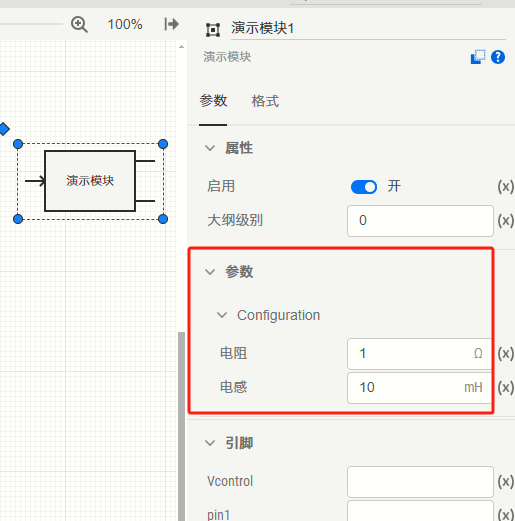 100%
演示模块1
演示模块
参数 格式
属性
启用 开 (x)
大纲级别 0 (x)
演示模块
参数
Configuration
电阻 1 Ω (x)
电感 10 mH (x)
引脚
Vcontrol (x)
pin1 (x)